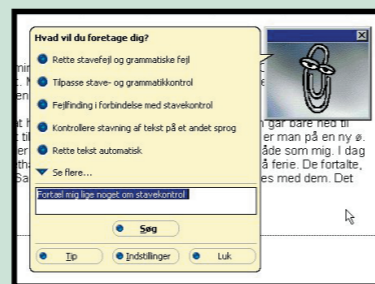 Hvad vil du foretage dig?
Rette stavefejl og grammatiske fejl
Tilpasse stave- og grammatikkontrol
Fejlfinding i forbindelse med stavekontrol
Kontrollere stavning af tekst på et andet sprog
Rette tekst automatisk
Se flere...
Fortæl mig lige noget om stavekontrol
Søg
Tip
Indstillinger
Luk
går bare ned til
er man på en ny ø.
åde som mig. I dag
å ferie. De fortalte,
es med dem. Det